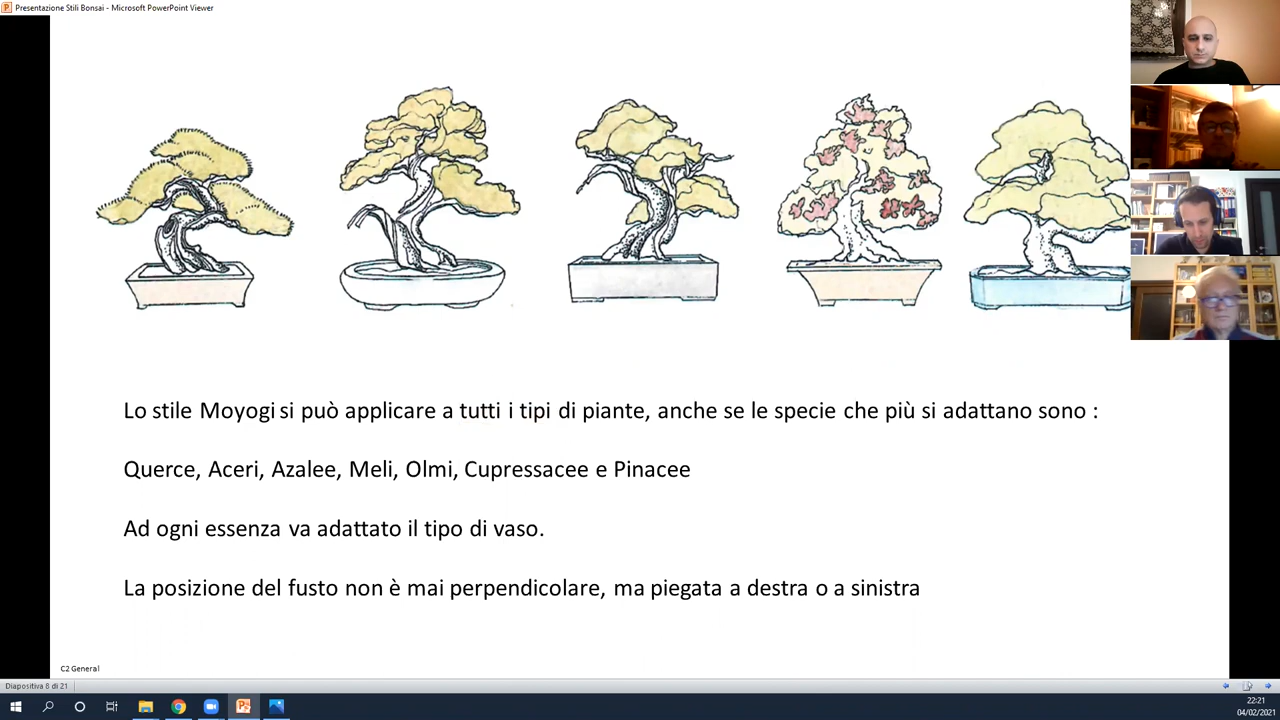 Presentazione Stili Bonsai - Microsoft PowerPoint Viewer
Lo stile Moyogi si può applicare a tutti i tipi di piante, anche se le specie che più si adattano sono :
Querce, Aceri, Azalee, Meli, Olmi, Cupressacee e Pinacee
Ad ogni essenza va adattato il tipo di vaso.
La posizione del fusto non è mai perpendicolare, ma piegata a destra o a sinistra
C2 General
Diapositiva 8 di 21
22:21
04/02/2021